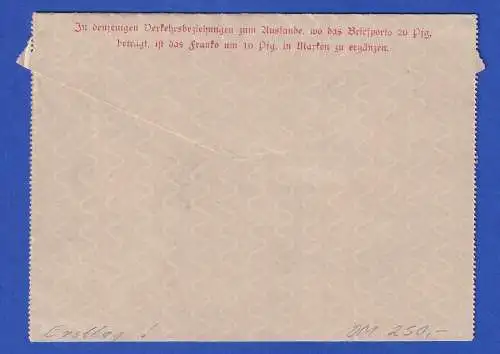 In denjenigen Verkehrsbeziehungen zum Auslande, wo das Briefporto 20 Pfg.
beträgt, ist das Franko um 10 Pfg. in Marken zu ergänzen.
Ersttag ! DM 250,-